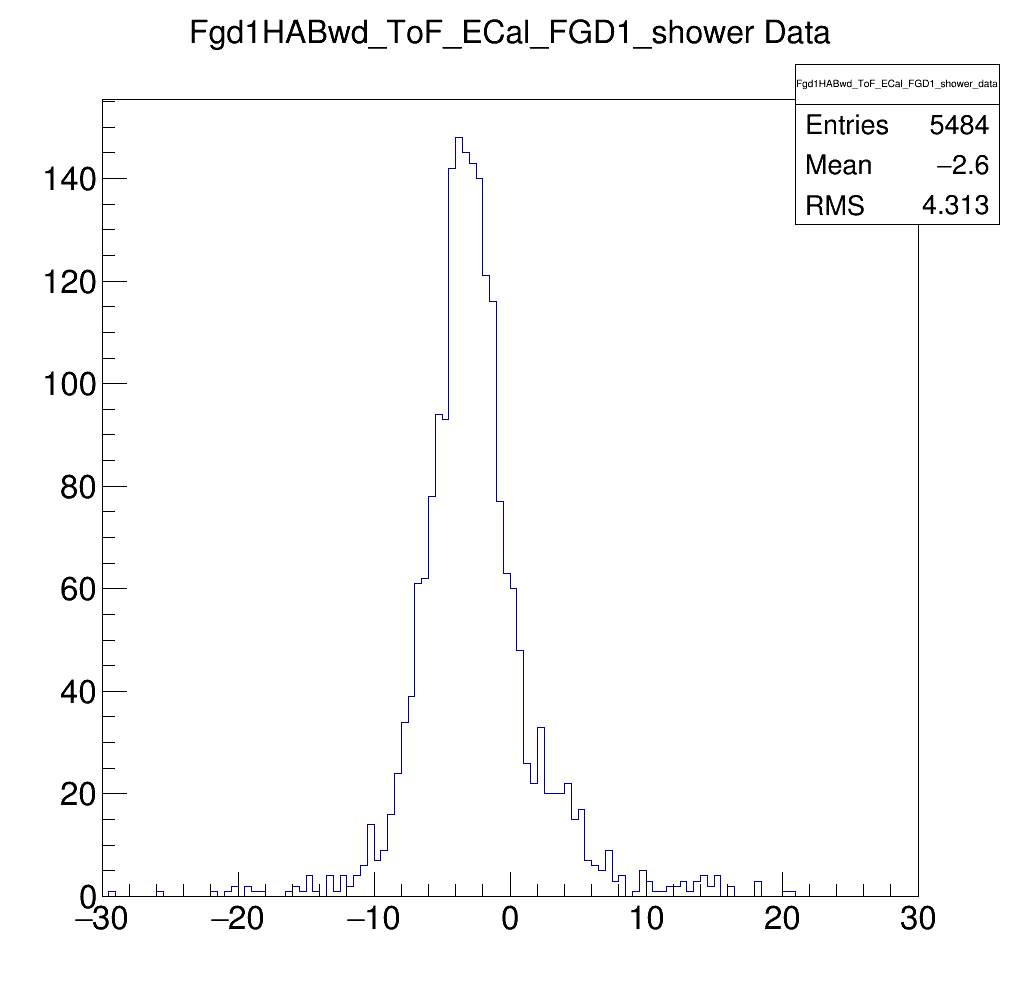 Fgd1HABwd_ToF_ECal_FGD1_shower Data
Fgd1HABwd_ToF_ECal_FGD1_shower_data
Entries 5484
Mean −2.6
RMS 4.313
140
120
100
80
60
40
20
0
−30 −20 −10 0 10 20 30